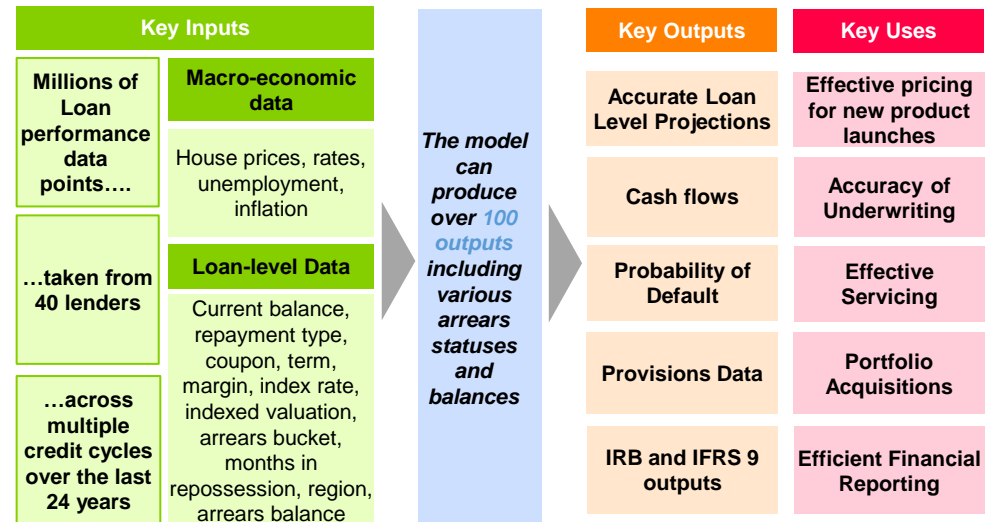 Key Inputs
Millions of
Loan
performance
data
points….
…taken from
40 lenders
…across
multiple
credit cycles
over the last
24 years
Macro-economic
data
House prices, rates,
unemployment,
inflation
Loan-level Data
Current balance,
repayment type,
coupon, term,
margin, index rate,
indexed valuation,
arrears bucket,
months in
repossession, region,
arrears balance
The model
can
produce
over 100
outputs
including
various
arrears
statuses
and
balances
Key Outputs
Accurate Loan
Level Projections
Cash flows
Probability of
Default
Provisions Data
IRB and IFRS 9
outputs
Key Uses
Effective pricing
for new product
launches
Accuracy of
Underwriting
Effective
Servicing
Portfolio
Acquisitions
Efficient Financial
Reporting